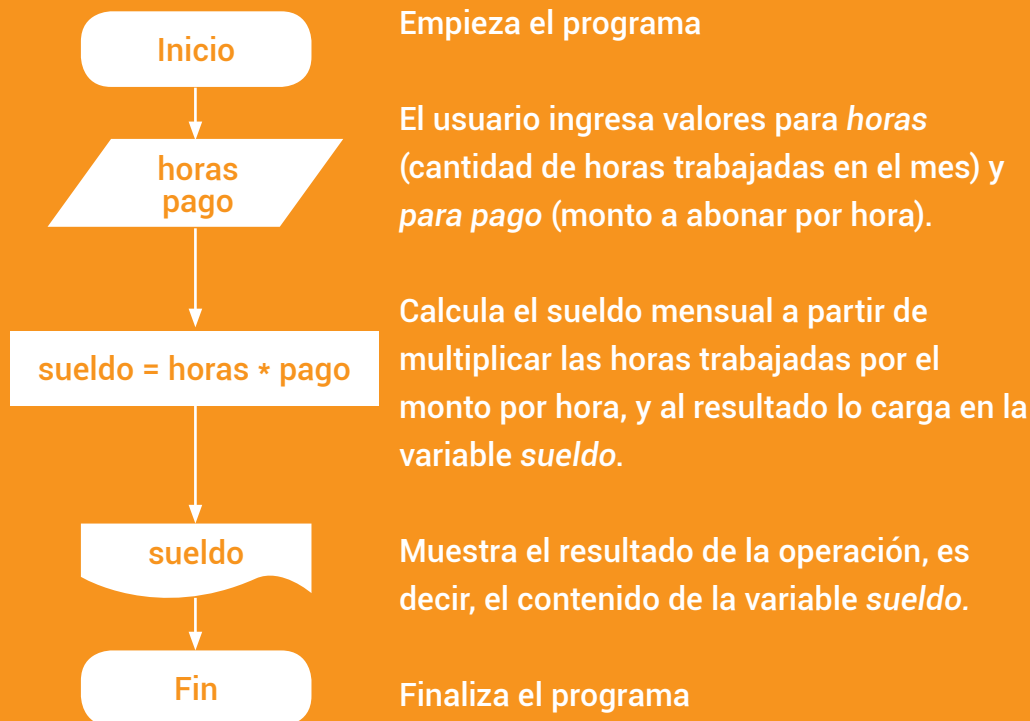 Inicio
Empieza el programa
horas
pago
El usuario ingresa valores para horas
(cantidad de horas trabajadas en el mes) y
para pago (monto a abonar por hora).
sueldo = horas * pago
Calcula el sueldo mensual a partir de
multiplicar las horas trabajadas por el
monto por hora, y al resultado lo carga en la
variable sueldo.
sueldo
Muestra el resultado de la operación, es
decir, el contenido de la variable sueldo.
Fin
Finaliza el programa